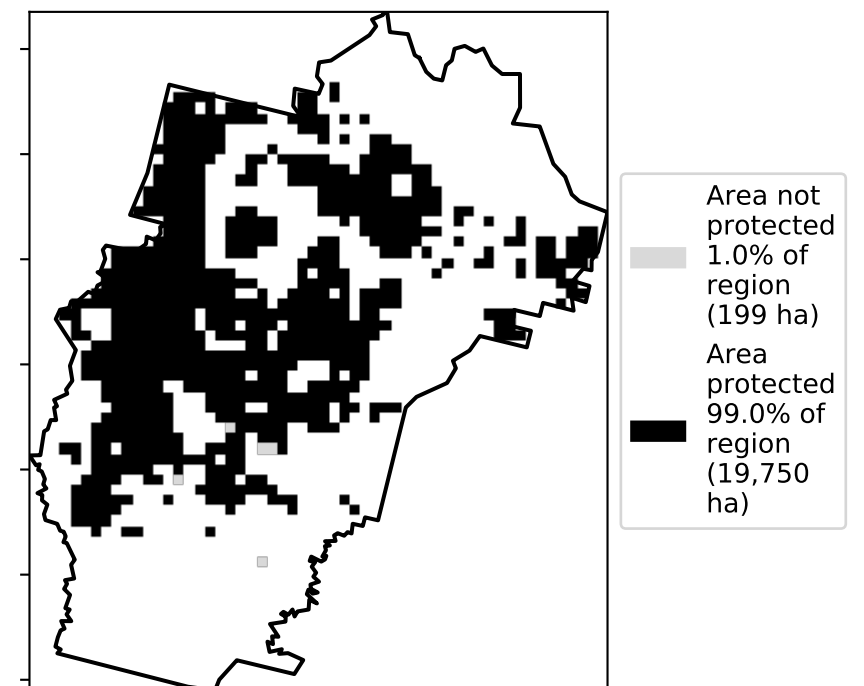 Area not
protected
1.0% of
region
(199 ha)
Area
protected
99.0% of
region
(19,750
ha)